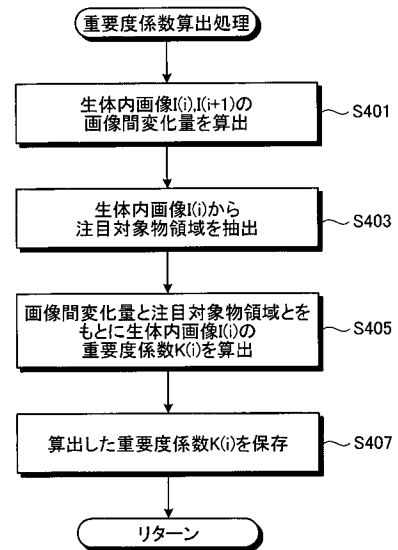 重要度係数算出処理
生体内画像I(i),I(i+1)の
画像間変化量を算出
S401
生体内画像I(i)から
注目対象物領域を抽出
S403
画像間変化量と注目対象物領域とを
もとに生体内画像I(i)の
重要度係数K(i)を算出
S405
算出した重要度係数K(i)を保存
S407
リターン